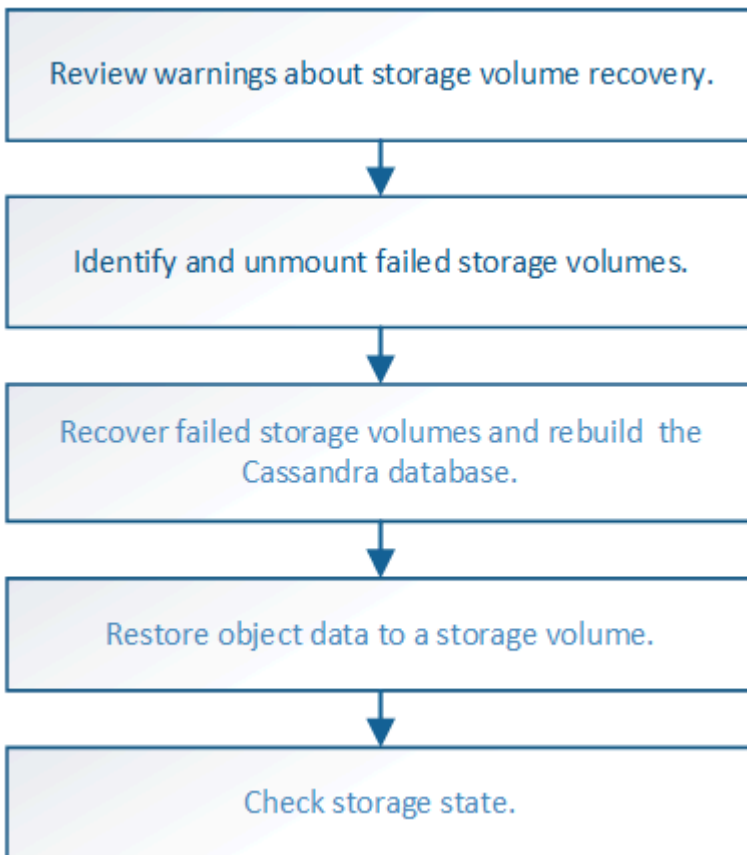 Review warnings about storage volume recovery.
Identify and unmount failed storage volumes.
Recover failed storage volumes and rebuild the
Cassandra database.
Restore object data to a storage volume.
Check storage state.